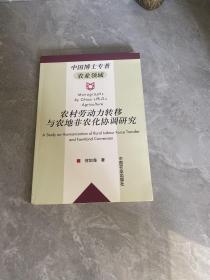 中国博士专著
农业领域
Monographs
by China's Ph.D.s
Agriculture
农村劳动力转移
与农地非农化协调研究
A Study on Harmonization of Rural Labour Force Transfer
and Farmland Conversion
著
中国农业出版社